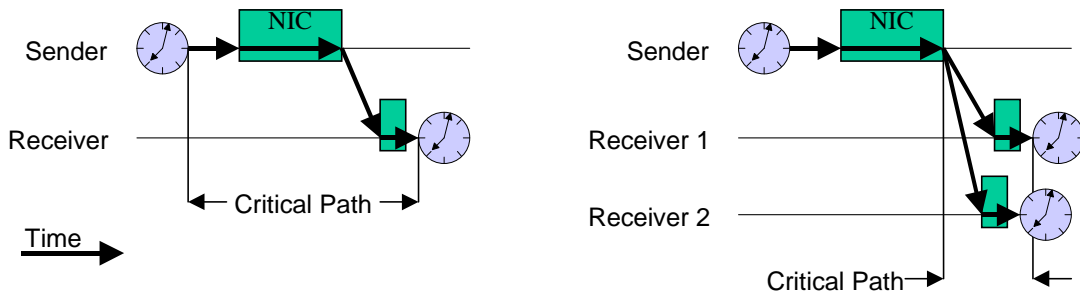 NIC
Sender
Receiver
Critical Path
Time
NIC
Sender
Receiver 1
Receiver 2
Critical Path